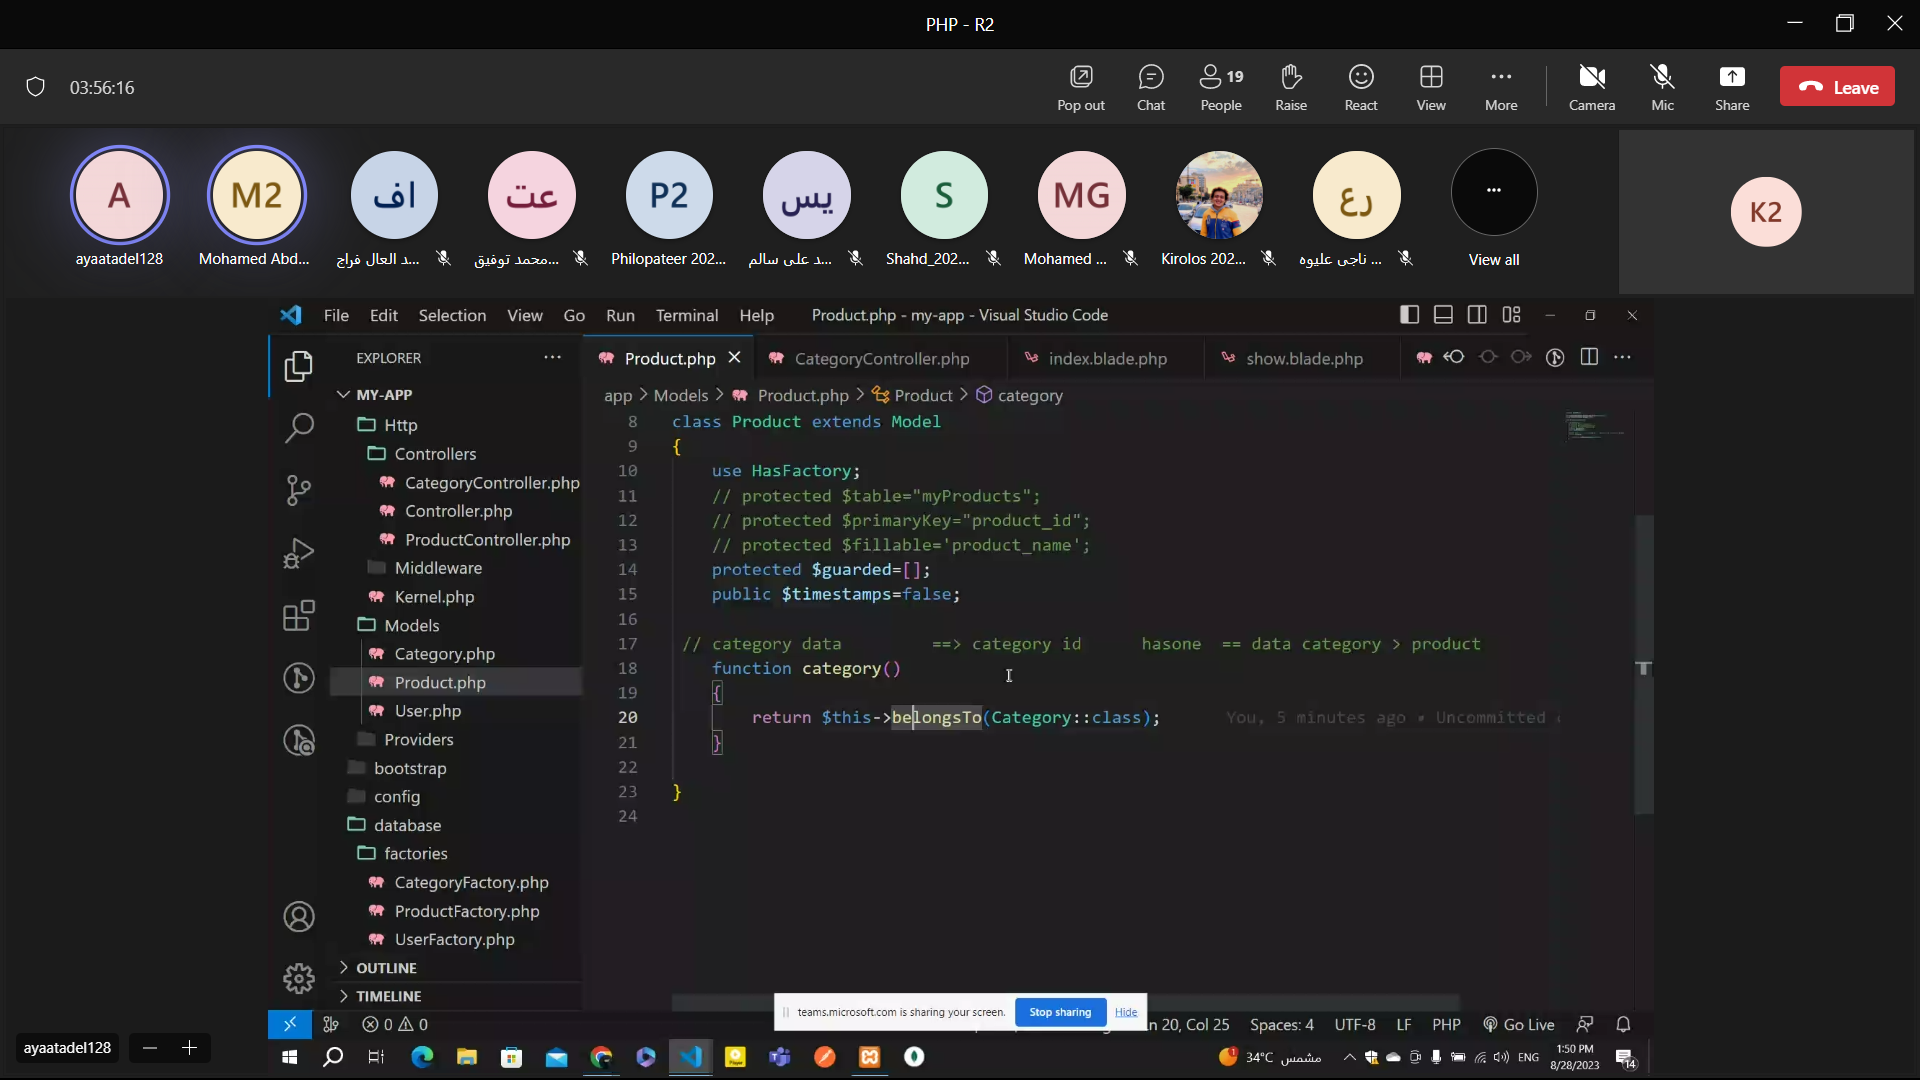 PHP - R2
03:56:16
Pop out
Chat
19
People
Raise
React
View
More
Camera
Mic
Share
Leave
A
M2
اف
عت
P2
يس
S
MG
رع
K2
ayaatadel128
Mohamed Abd...
...د العال فراج
...محمد توفيق
Philopateer 202...
...د على سالم
Shahd_202...
Mohamed ...
Kirolos 202...
... ناجى عليوه
View all
File Edit Selection View Go Run Terminal Help
Product.php - my-app - Visual Studio Code
EXPLORER
Product.php
CategoryController.php
index.blade.php
show.blade.php
MY-APP
Http
Controllers
CategoryController.php
Controller.php
ProductController.php
Middleware
Kernel.php
Models
Category.php
Product.php
User.php
Providers
bootstrap
config
database
factories
CategoryFactory.php
ProductFactory.php
UserFactory.php
OUTLINE
TIMELINE
app > Models > Product.php > Product > category
8 class Product extends Model
9 {
10 use HasFactory;
11 // protected $table="myProducts";
12 // protected $primaryKey="product_id";
13 // protected $fillable='product_name';
14 protected $guarded=[];
15 public $timestamps=false;
16
17 // category data ==> category id hasone == data category > product
18 function category()
19 {
20 return $this->belongsTo(Category::class); You, 5 minutes ago • Uncommitted
21 }
22
23 }
24
teams.microsoft.com is sharing your screen.
Stop sharing
Hide
0 0
n 20, Col 25
Spaces: 4
UTF-8
LF
PHP
Go Live
ayaatadel128
34°C مشمس
ENG
1:50 PM
8/28/2023
14